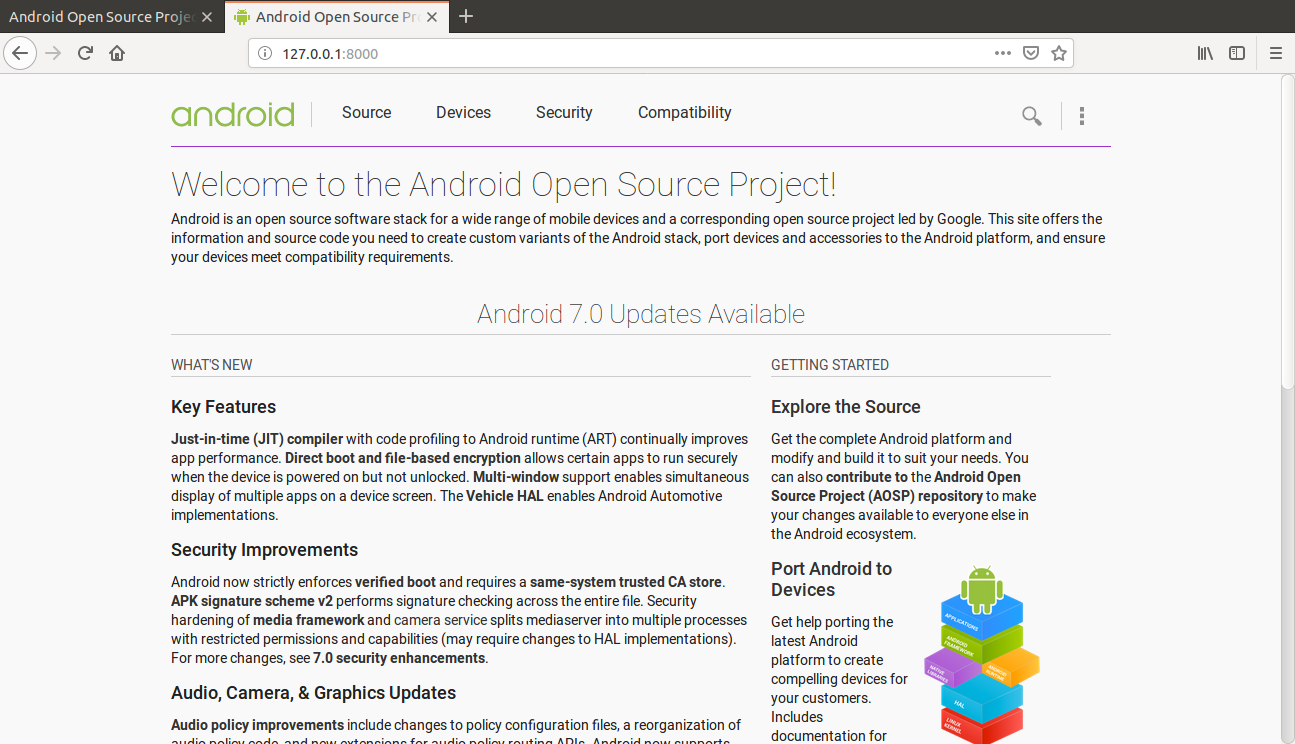 Android Open Source Proje
Android Open Source Pr
127.0.0.1:8000
android
Source
Devices
Security
Compatibility
Welcome to the Android Open Source Project!
Android is an open source software stack for a wide range of mobile devices and a corresponding open source project led by Google. This site offers the
information and source code you need to create custom variants of the Android stack, port devices and accessories to the Android platform, and ensure
your devices meet compatibility requirements.
Android 7.0 Updates Available
WHAT'S NEW
Key Features
Just-in-time (JIT) compiler with code profiling to Android runtime (ART) continually improves
app performance. Direct boot and file-based encryption allows certain apps to run securely
when the device is powered on but not unlocked. Multi-window support enables simultaneous
display of multiple apps on a device screen. The Vehicle HAL enables Android Automotive
implementations.
Security Improvements
Android now strictly enforces verified boot and requires a same-system trusted CA store.
APK signature scheme v2 performs signature checking across the entire file. Security
hardening of media framework and camera service splits mediaserver into multiple processes
with restricted permissions and capabilities (may require changes to HAL implementations).
For more changes, see 7.0 security enhancements.
Audio, Camera, & Graphics Updates
Audio policy improvements include changes to policy configuration files, a reorganization of
audio policy code, and new extensions for audio policy routing APIs. Android now supports
GETTING STARTED
Explore the Source
Get the complete Android platform and
modify and build it to suit your needs. You
can also contribute to the Android Open
Source Project (AOSP) repository to make
your changes available to everyone else in
the Android ecosystem.
Port Android to
Devices
Get help porting the
latest Android
platform to create
compelling devices for
your customers.
Includes
documentation for
APPLICATIONS
ANDROID
FRAMEWORK
NATIVE
LIBRARIES
ANDROID
RUNTIME
HAL
LINUX
KERNEL